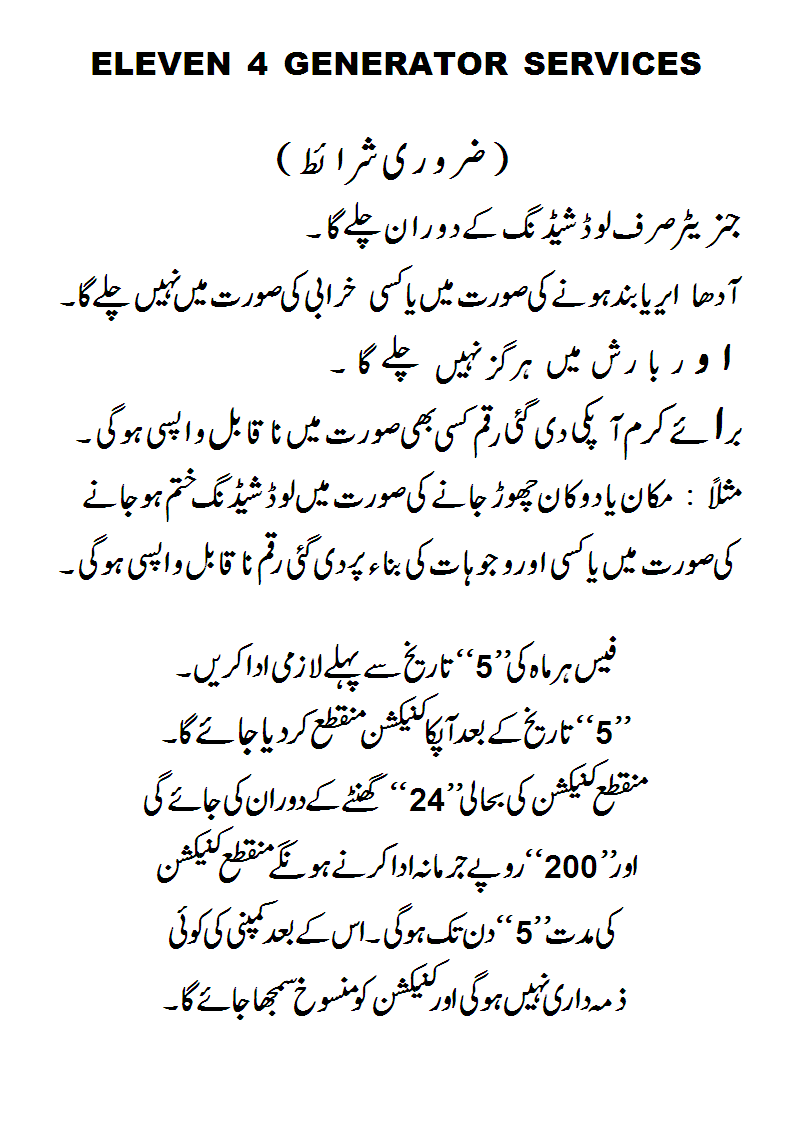 ELEVEN 4 GENERATOR SERVICES
(ضروری شرائط)
جنریٹر صرف لوڈشیڈنگ کے دوران چلے گا۔
آدھا ایریا بند ہونے کی صورت میں یا کسی خرابی کی صورت میں نہیں چلے گا۔
اور بارش میں ہرگز نہیں چلے گا۔
برائے کرم آپکی دی گئی رقم کسی بھی صورت میں ناقابل واپسی ہوگی۔
مثلاً : مکان یا دوکان چھوڑ جانے کی صورت میں لوڈشیڈنگ ختم ہوجانے
کی صورت میں یا کسی اور وجوہات کی بناء پر دی گئی رقم ناقابل واپسی ہوگی۔
فیس ہر ماہ کی ’’5‘‘ تاریخ سے پہلے لازمی ادا کریں۔
’’5‘‘ تاریخ کے بعد آپکا کنیکشن منقطع کردیا جائے گا۔
منقطع کنیکشن کی بحالی ’’24‘‘ گھنٹے کے دوران کی جائے گی
اور ’’200‘‘ روپے جرمانہ ادا کرنے ہونگے منقطع کنیکشن
کی مدت ’’5‘‘ دن تک ہوگی۔ اس کے بعد کمپنی کی کوئی
ذمہ داری نہیں ہوگی اور کنیکشن کو منسوخ سمجھا جائے گا۔